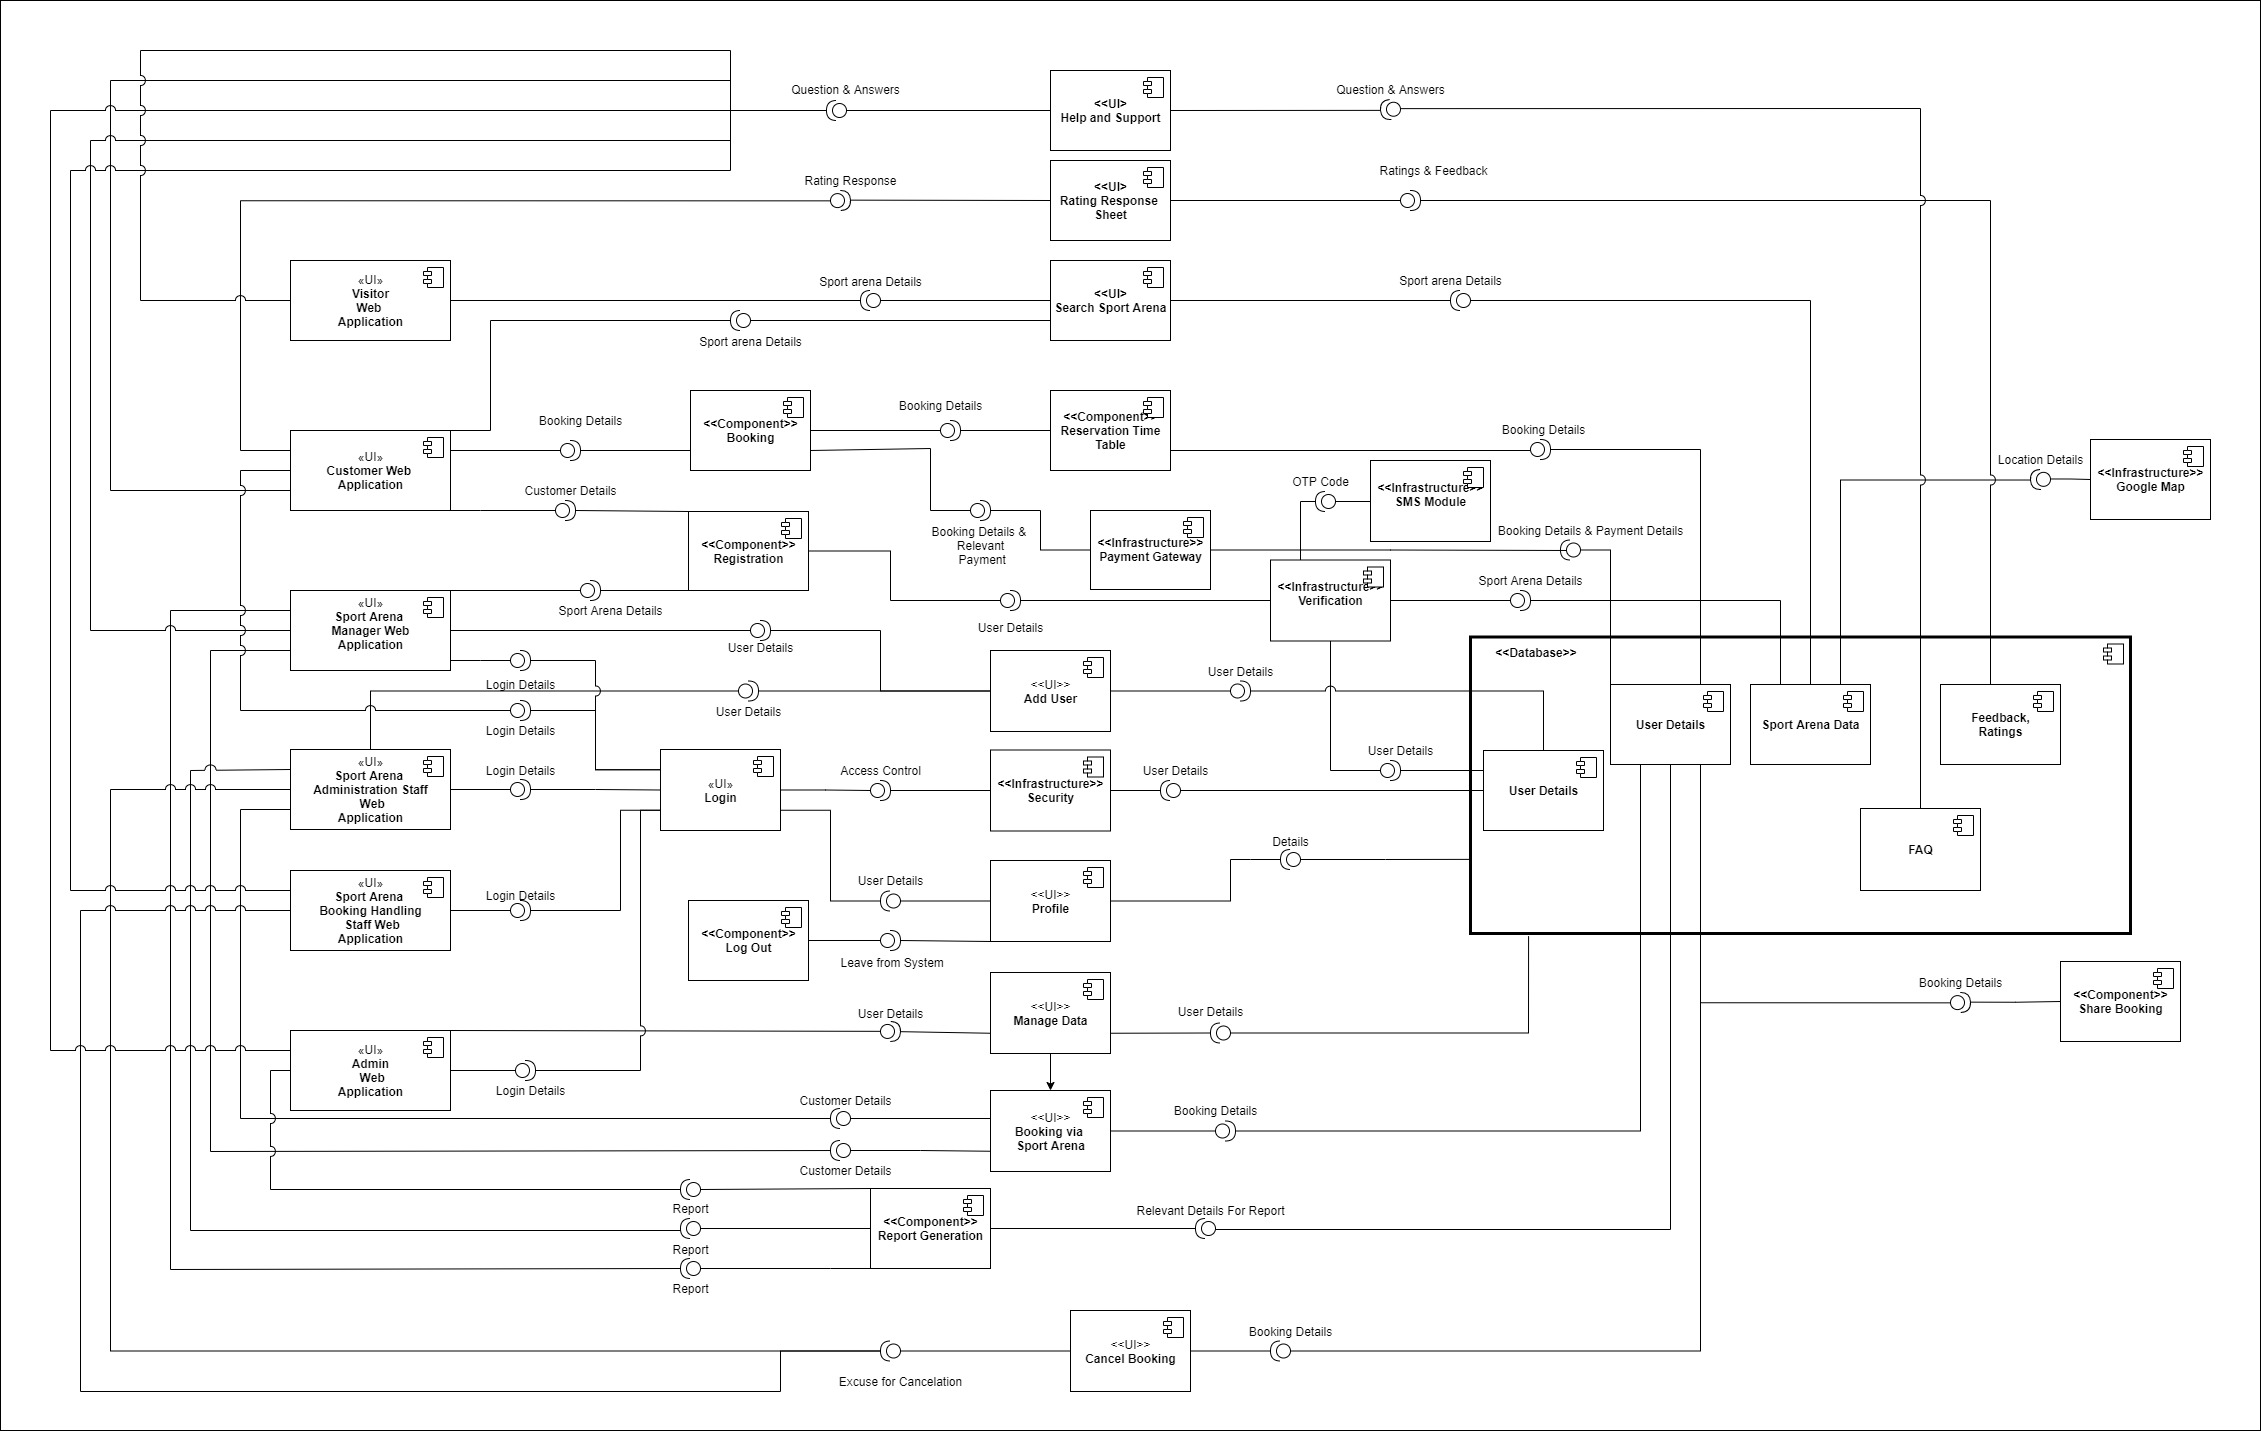 Question & Answers
<<UI>
Help and Support
Question & Answers
Rating Response
<<UI>
Rating Response
Sheet
Ratings & Feedback
«UI»
Visitor
Web
Application
Sport arena Details
<<UI>
Search Sport Arena
Sport arena Details
Sport arena Details
«UI»
Customer Web
Application
Booking Details
<<Component>>
Booking
Booking Details
<<Component>>
Reservation Time
Table
Booking Details
Customer Details
<<Component>>
Registration
Booking Details &
Relevant
Payment
<<Infrastructure>>
Payment Gateway
OTP Code
<<Infrastructure>>
SMS Module
Booking Details & Payment Details
Location Details
<<Infrastructure>>
Google Map
«UI»
Sport Arena
Manager Web
Application
Sport Arena Details
User Details
<<Infrastructure>>
Verification
Sport Arena Details
User Details
Login Details
User Details
Login Details
<<UI>>
Add User
User Details
<<Database>>
User Details
Sport Arena Data
Feedback,
Ratings
«UI»
Sport Arena
Administration Staff
Web
Application
Login Details
«UI»
Login
Access Control
<<Infrastructure>>
Security
User Details
User Details
User Details
FAQ
«UI»
Sport Arena
Booking Handling
Staff Web
Application
Login Details
<<Component>>
Log Out
User Details
Leave from System
<<UI>>
Profile
Details
«UI»
Admin
Web
Application
User Details
Login Details
<<UI>>
Manage Data
User Details
Booking Details
<<Component>>
Share Booking
Customer Details
Customer Details
<<UI>>
Booking via
Sport Arena
Booking Details
Report
Report
Report
<<Component>>
Report Generation
Relevant Details For Report
Excuse for Cancelation
<<UI>>
Cancel Booking
Booking Details